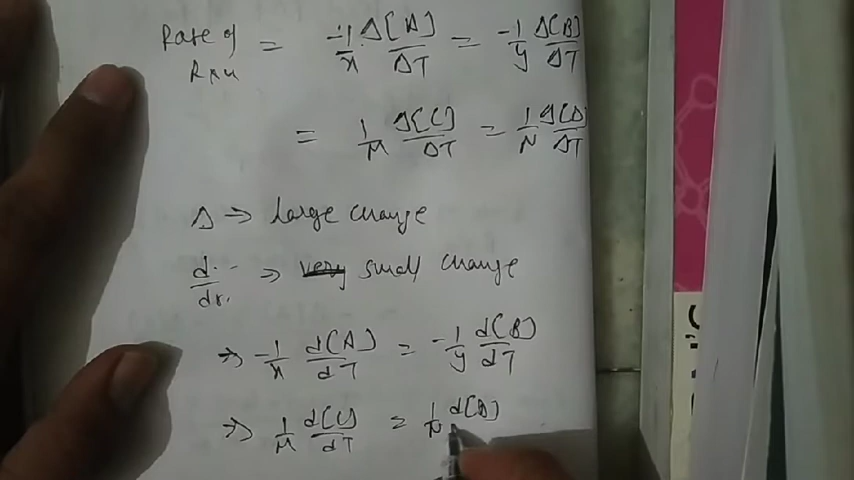 Rate of Rxn = -1/x Δ[A]/ΔT = -1/y Δ[B]/ΔT
= 1/M Δ[C]/ΔT = 1/N Δ[D]/ΔT
Δ ⇒ Large change
d../dx. ⇒ very small change
⇒ -1/x d[A]/dT = -1/y d[B]/dT
⇒ 1/M d[C]/dT = 1/N d[D]